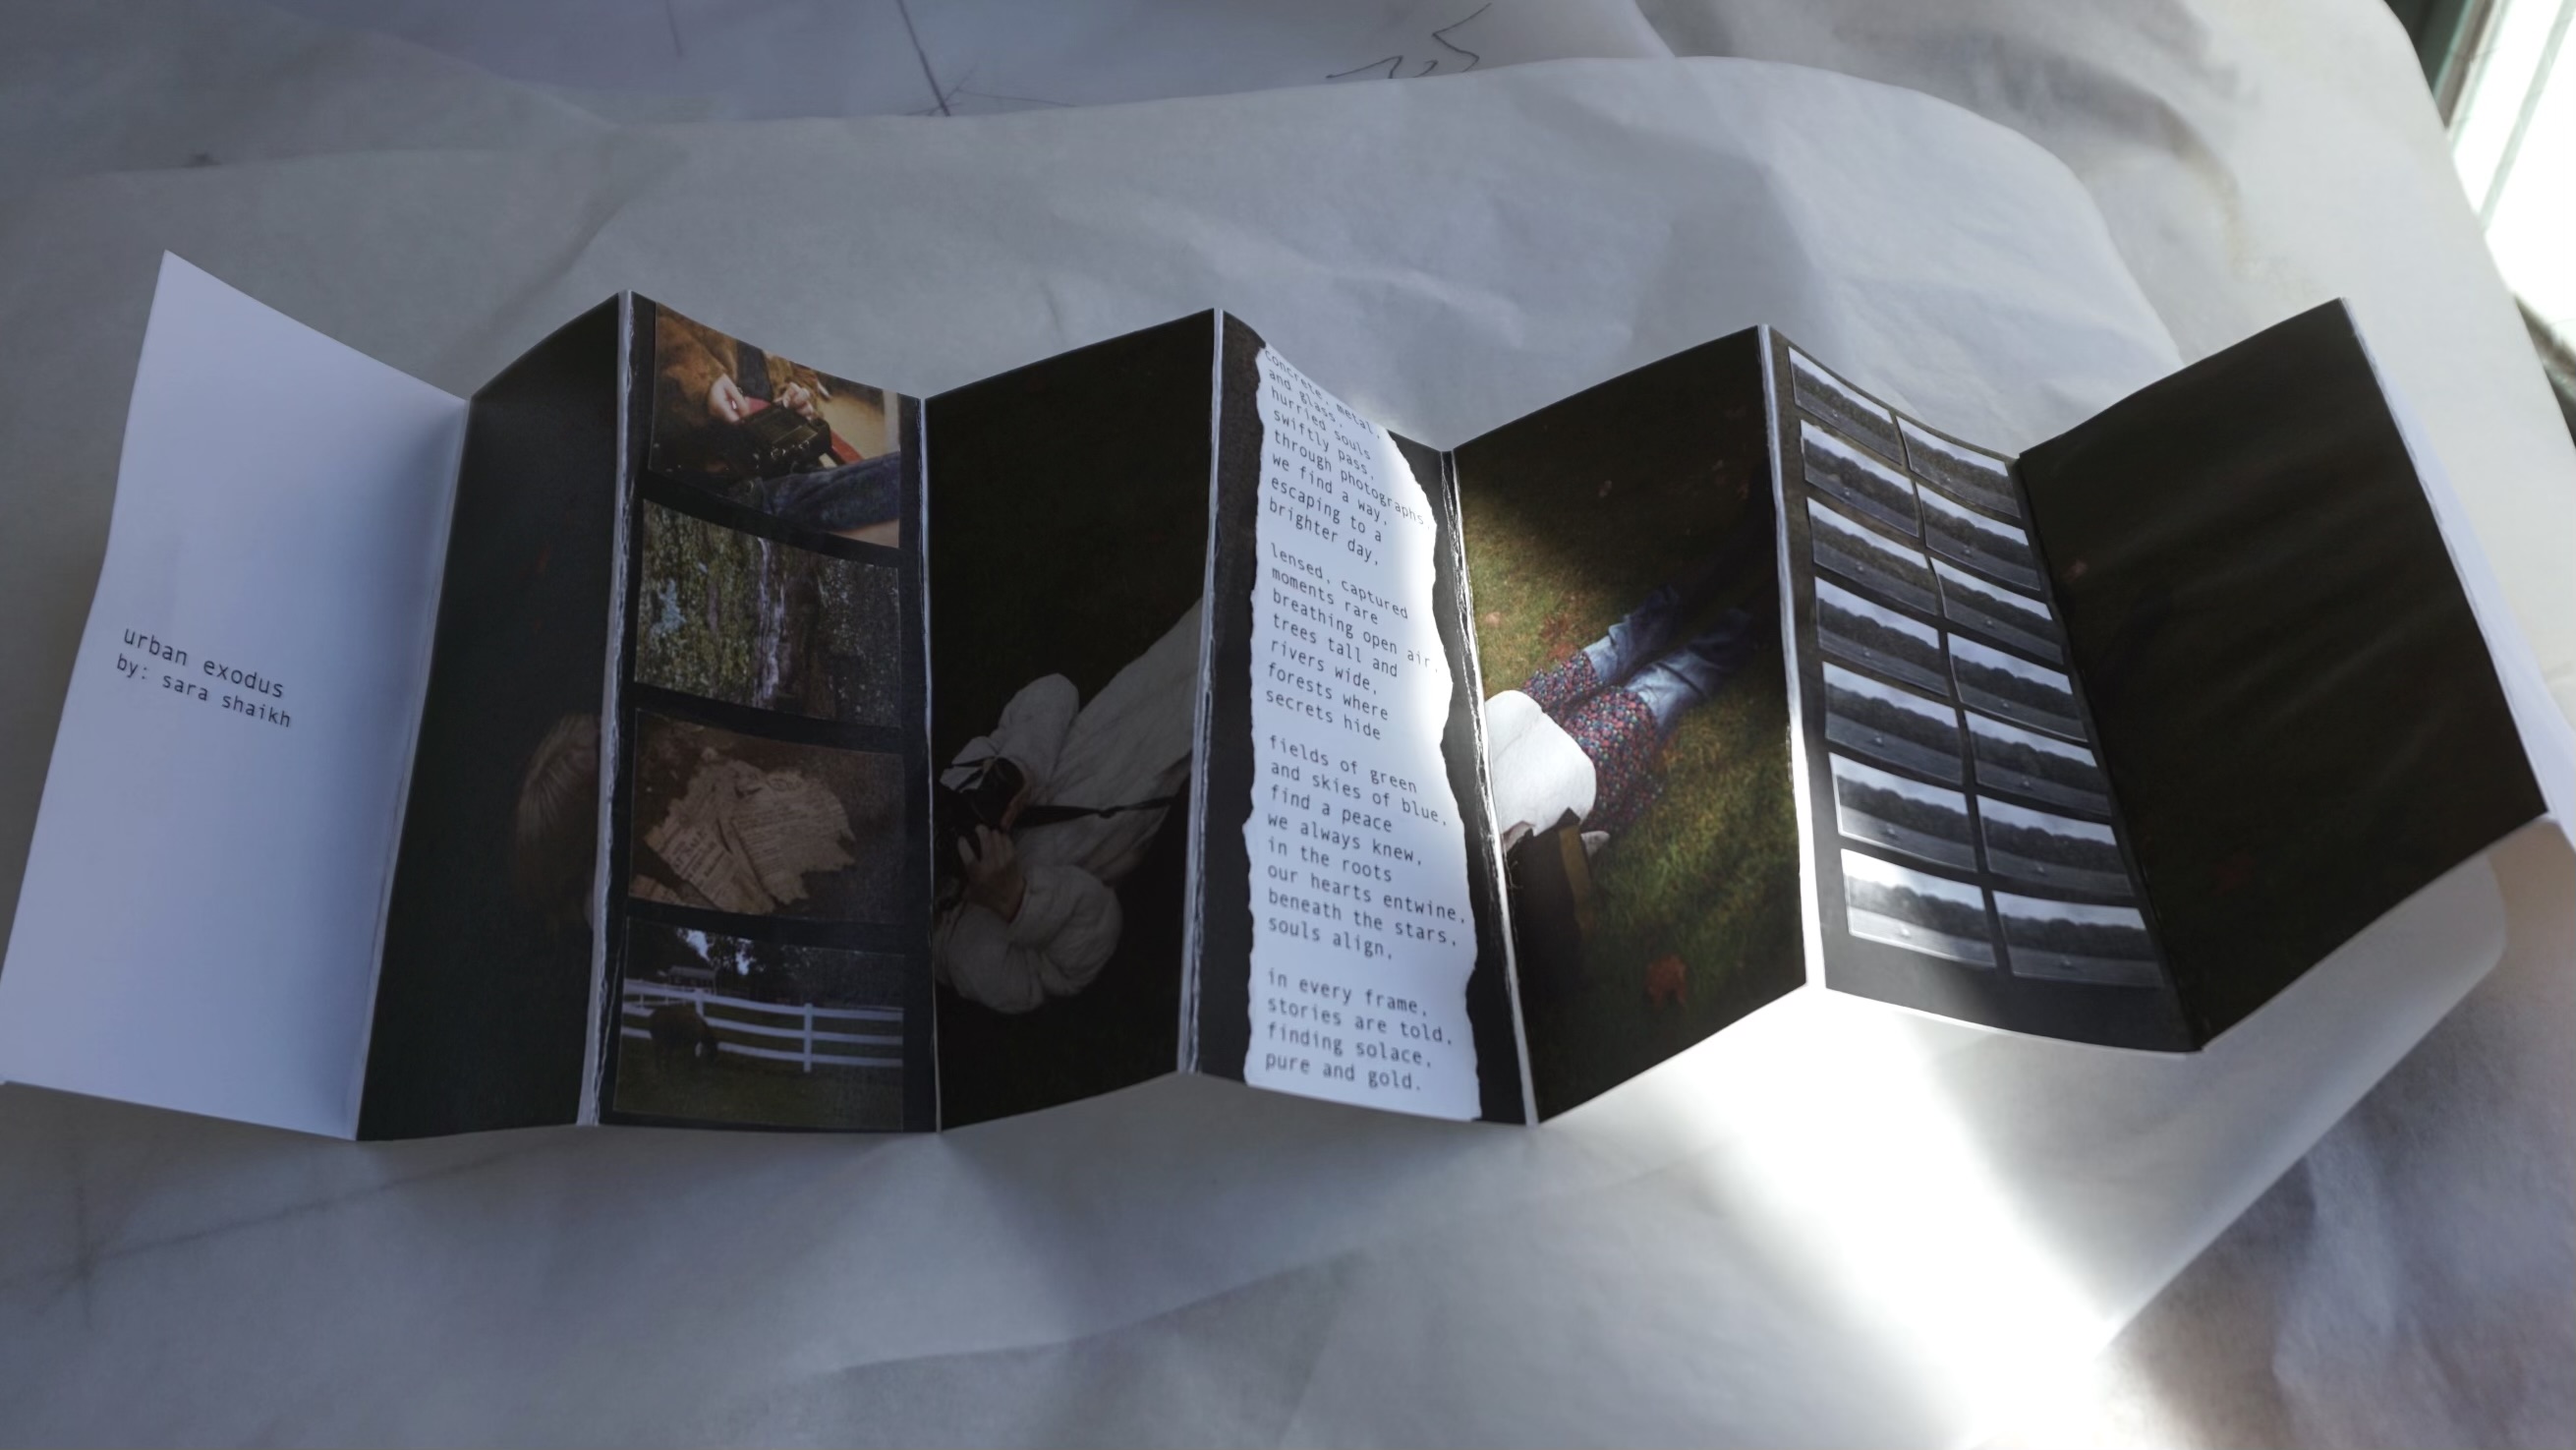 urban exodus
by: sara shaikh
concrete, metal,
and glass,
hurried souls
swiftly pass,
through photographs,
we find a way,
escaping to a
brighter day,
lensed, captured
moments rare
breathing open air,
trees tall and
rivers wide,
forests where
secrets hide
fields of green
and skies of blue,
find a peace
we always knew,
in the roots
our hearts entwine,
beneath the stars,
souls align,
in every frame,
stories are told,
finding solace,
pure and gold.